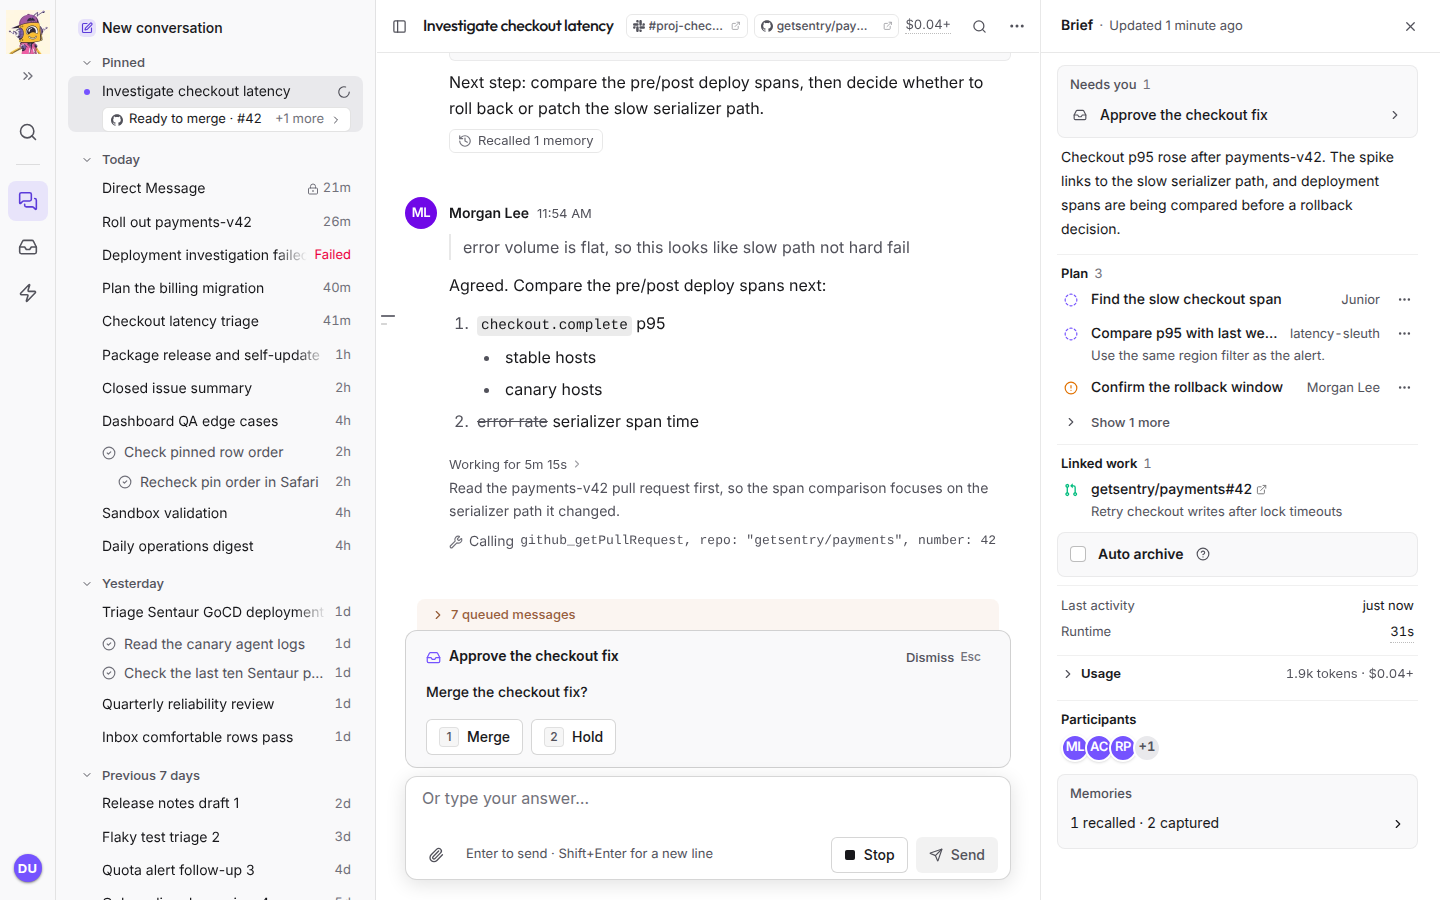 New conversation
Pinned
Investigate checkout latency
Ready to merge · #42 +1 more
Today
Direct Message 21m
Roll out payments-v42 26m
Deployment investigation failed Failed
Plan the billing migration 40m
Checkout latency triage 41m
Package release and self-update 1h
Closed issue summary 2h
Dashboard QA edge cases 4h
Check pinned row order 2h
Recheck pin order in Safari 2h
Sandbox validation 4h
Daily operations digest 4h
Yesterday
Triage Sentaur GoCD deployment 1d
Read the canary agent logs 1d
Check the last ten Sentaur p... 1d
Quarterly reliability review 1d
Inbox comfortable rows pass 1d
Previous 7 days
Release notes draft 1 2d
Flaky test triage 2 3d
Quota alert follow-up 3 4d
DU
Investigate checkout latency #proj-chec... getsentry/pay... $0.04+
Next step: compare the pre/post deploy spans, then decide whether to
roll back or patch the slow serializer path.
Recalled 1 memory
ML Morgan Lee 11:54 AM
error volume is flat, so this looks like slow path not hard fail
Agreed. Compare the pre/post deploy spans next:
1. checkout.complete p95
• stable hosts
• canary hosts
2. error rate serializer span time
Working for 5m 15s
Read the payments-v42 pull request first, so the span comparison focuses on the
serializer path it changed.
Calling github_getPullRequest, repo: "getsentry/payments", number: 42
7 queued messages
Approve the checkout fix Dismiss Esc
Merge the checkout fix?
1 Merge 2 Hold
Or type your answer...
Enter to send · Shift+Enter for a new line Stop Send
Brief · Updated 1 minute ago
Needs you 1
Approve the checkout fix
Checkout p95 rose after payments-v42. The spike
links to the slow serializer path, and deployment
spans are being compared before a rollback
decision.
Plan 3
Find the slow checkout span Junior
Compare p95 with last we... latency-sleuth
Use the same region filter as the alert.
Confirm the rollback window Morgan Lee
Show 1 more
Linked work 1
getsentry/payments#42
Retry checkout writes after lock timeouts
Auto archive
Last activity just now
Runtime 31s
Usage 1.9k tokens · $0.04+
Participants
ML AC RP +1
Memories
1 recalled · 2 captured